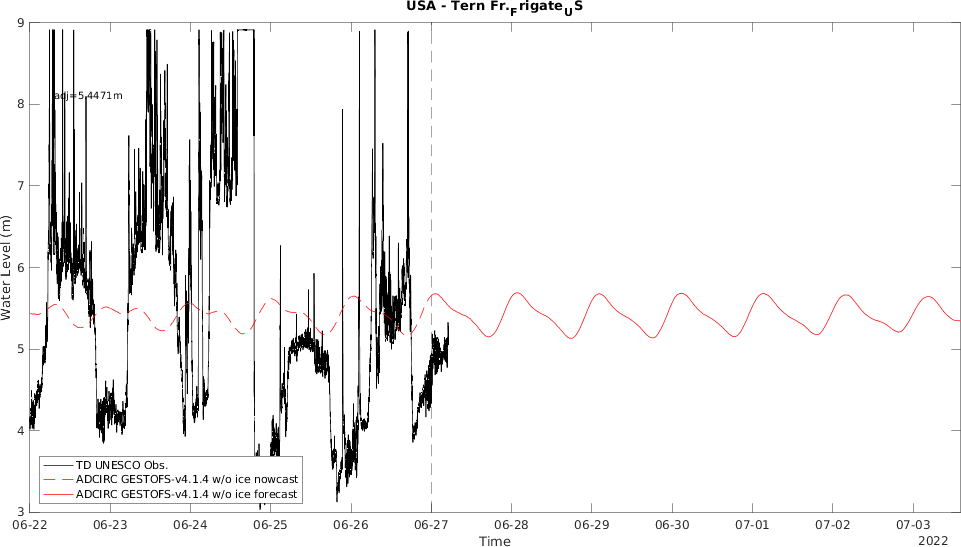 USA - Tern Fr.FrigateUS
9
adj=5.4471m
8
7
6
5
4
3
Water Level (m)
TD UNESCO Obs.
ADCIRC GESTOFS-v4.1.4 w/o ice nowcast
ADCIRC GESTOFS-v4.1.4 w/o ice forecast
06-22 06-23 06-24 06-25 06-26 06-27 06-28 06-29 06-30 07-01 07-02 07-03
Time
2022